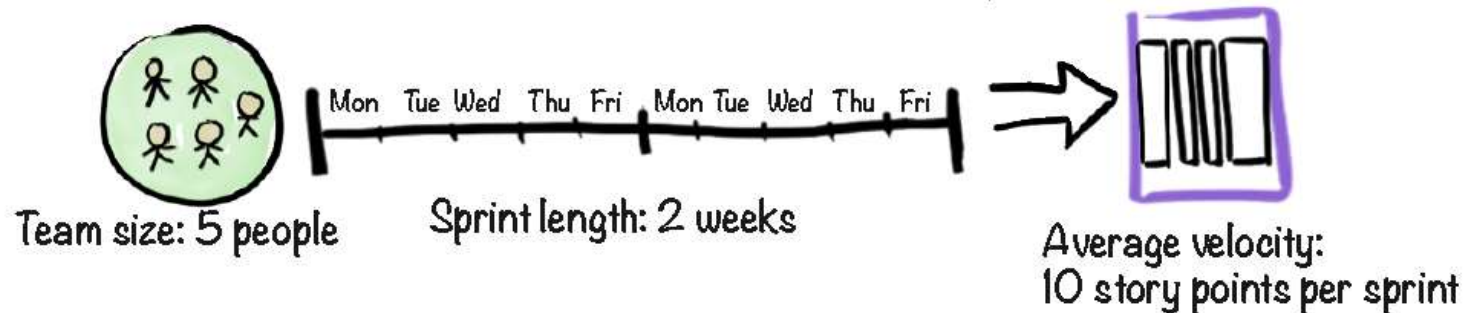 Mon Tue Wed Thu Fri Mon Tue Wed Thu Fri
Team size: 5 people
Sprint length: 2 weeks
Average velocity:
10 story points per sprint